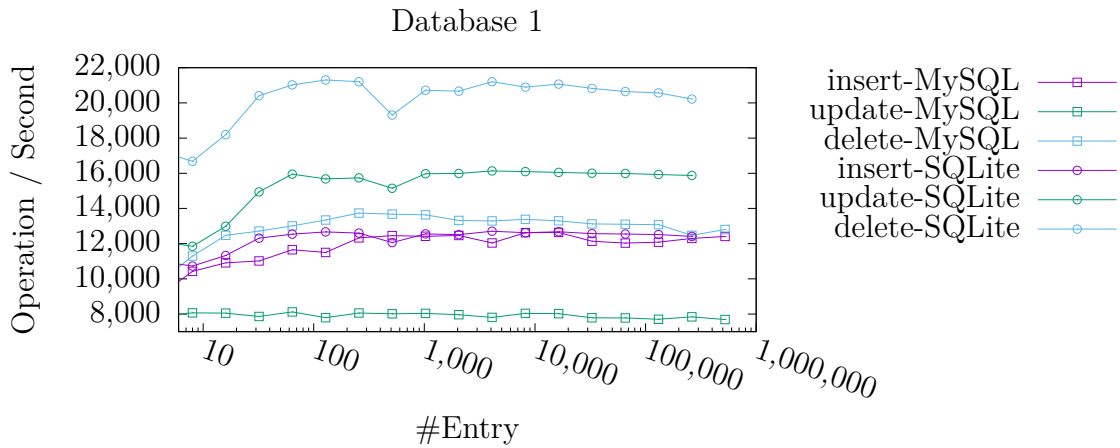 Database 1
22,000
20,000
18,000
16,000
14,000
12,000
10,000
8,000
Operation / Second
10
100
1,000
10,000
100,000
1,000,000
#Entry
insert-MySQL
update-MySQL
delete-MySQL
insert-SQLite
update-SQLite
delete-SQLite